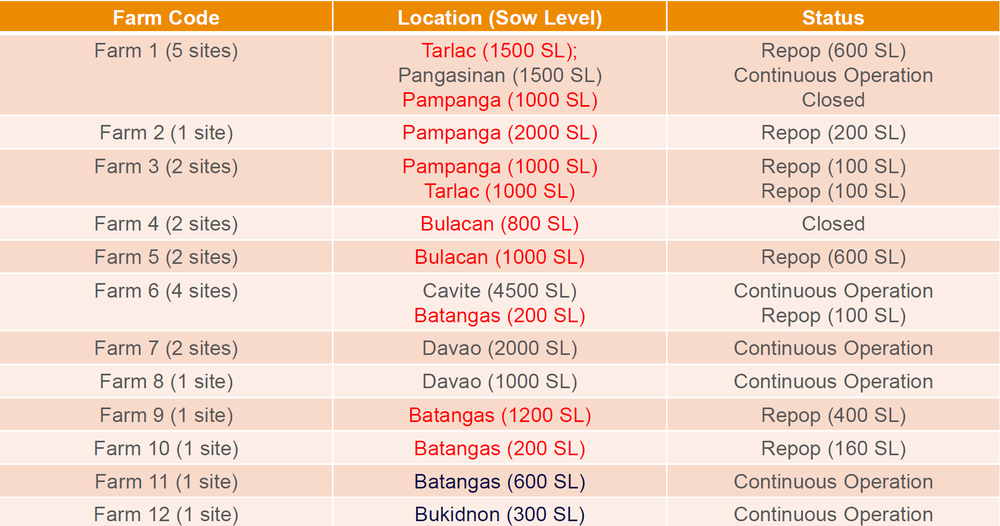 Farm Code Location (Sow Level) Status
Farm 1 (5 sites) Tarlac (1500 SL); Repop (600 SL)
Pangasinan (1500 SL) Continuous Operation
Pampanga (1000 SL) Closed
Farm 2 (1 site) Pampanga (2000 SL) Repop (200 SL)
Farm 3 (2 sites) Pampanga (1000 SL) Repop (100 SL)
Tarlac (1000 SL) Repop (100 SL)
Farm 4 (2 sites) Bulacan (800 SL) Closed
Farm 5 (2 sites) Bulacan (1000 SL) Repop (600 SL)
Farm 6 (4 sites) Cavite (4500 SL) Continuous Operation
Batangas (200 SL) Repop (100 SL)
Farm 7 (2 sites) Davao (2000 SL) Continuous Operation
Farm 8 (1 site) Davao (1000 SL) Continuous Operation
Farm 9 (1 site) Batangas (1200 SL) Repop (400 SL)
Farm 10 (1 site) Batangas (200 SL) Repop (160 SL)
Farm 11 (1 site) Batangas (600 SL) Continuous Operation
Farm 12 (1 site) Bukidnon (300 SL) Continuous Operation